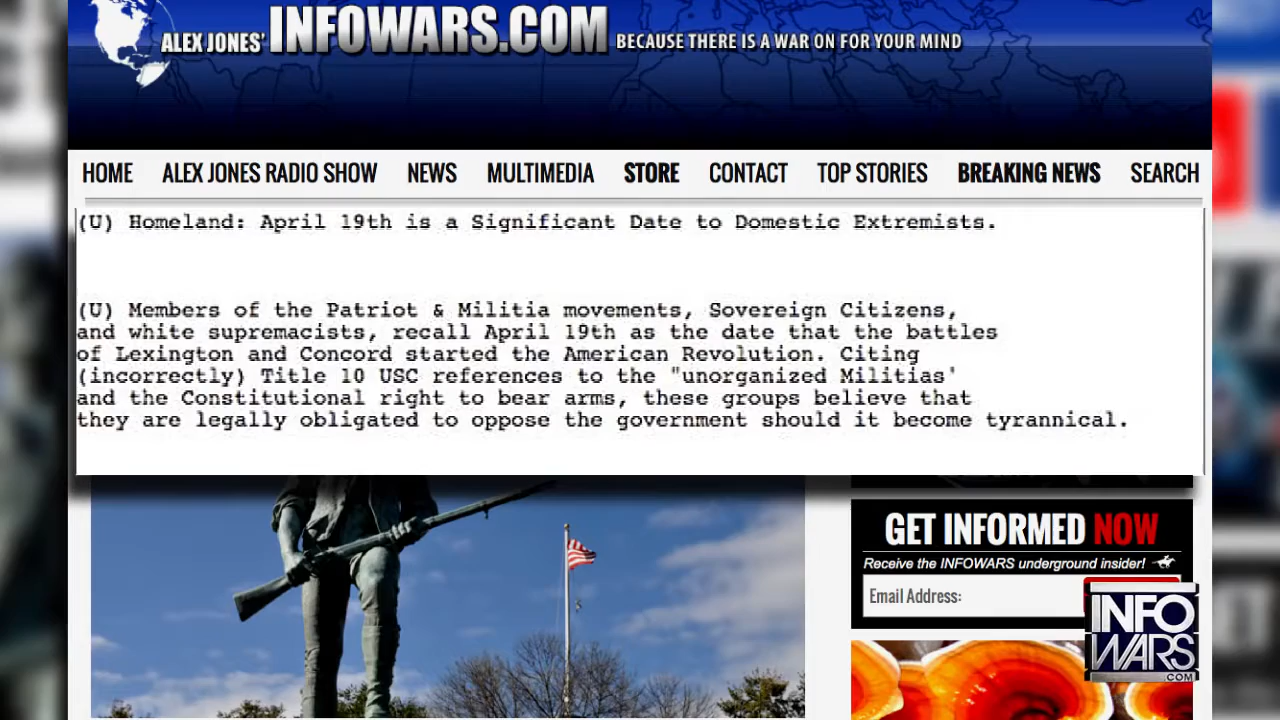 ALEX JONES' INFOWARS.COM BECAUSE THERE IS A WAR ON FOR YOUR MIND
HOME ALEX JONES RADIO SHOW NEWS MULTIMEDIA STORE CONTACT TOP STORIES BREAKING NEWS SEARCH
(U) Homeland: April 19th is a Significant Date to Domestic Extremists.
(U) Members of the Patriot & Militia movements, Sovereign Citizens,
and white supremacists, recall April 19th as the date that the battles
of Lexington and Concord started the American Revolution. Citing
(incorrectly) Title 10 USC references to the "unorganized Militias'
and the Constitutional right to bear arms, these groups believe that
they are legally obligated to oppose the government should it become tyrannical.
GET INFORMED NOW
Receive the INFOWARS underground insider!
Email Address:
INFO
WARS
.COM